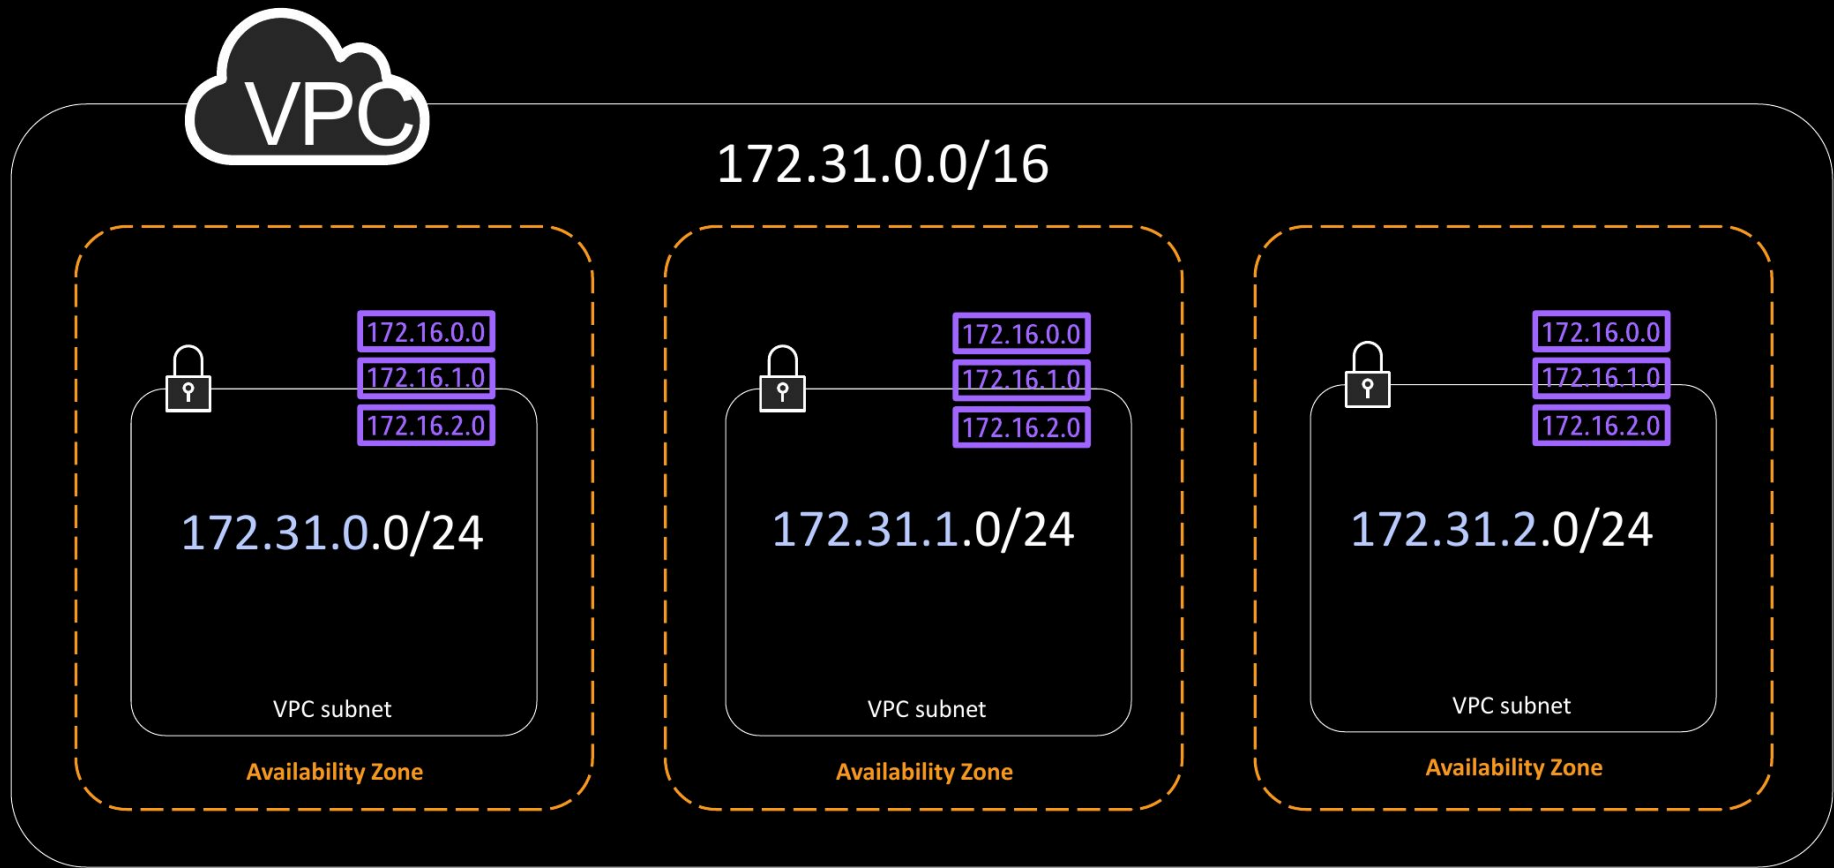 VPC
172.31.0.0/16
172.16.0.0
172.16.1.0
172.16.2.0
172.31.0.0/24
VPC subnet
Availability Zone
172.16.0.0
172.16.1.0
172.16.2.0
172.31.1.0/24
VPC subnet
Availability Zone
172.16.0.0
172.16.1.0
172.16.2.0
172.31.2.0/24
VPC subnet
Availability Zone